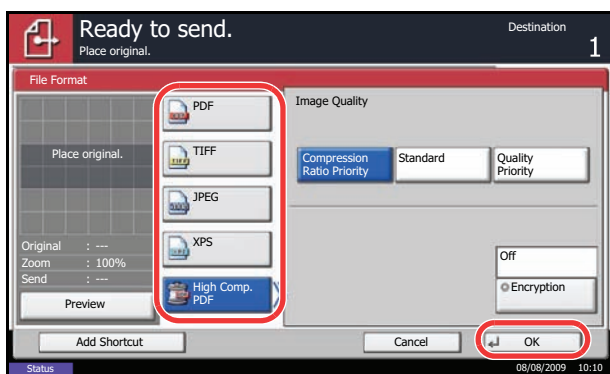 Ready to send.
Destination
Place original.
1
File Format
Place original.
Original : ---
Zoom : 100%
Send : ---
Preview
PDF
TIFF
JPEG
XPS
High Comp.
PDF
Image Quality
Compression
Ratio Priority
Standard
Quality
Priority
Off
Encryption
Add Shortcut
Cancel
OK
Status
08/08/2009 10:10